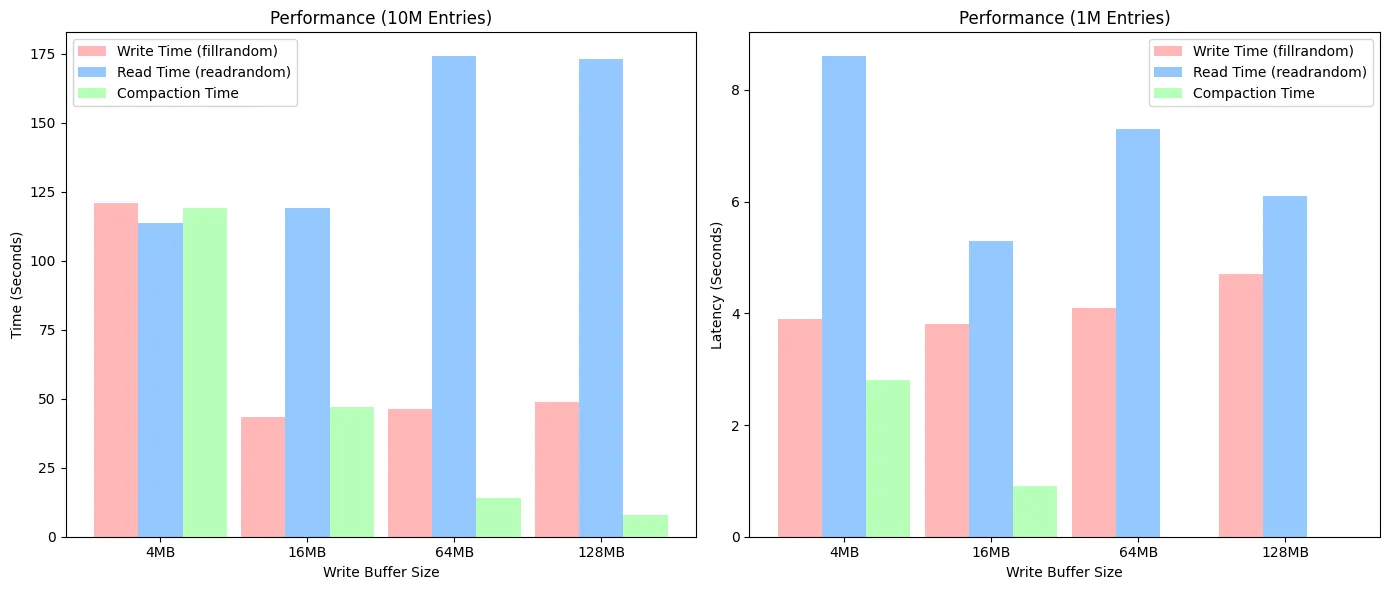 Performance (10M Entries)
Write Time (fillrandom)
Read Time (readrandom)
Compaction Time
175
150
125
100
75
50
25
0
Time (Seconds)
4MB
16MB
64MB
128MB
Write Buffer Size
Performance (1M Entries)
Write Time (fillrandom)
Read Time (readrandom)
Compaction Time
8
6
4
2
0
Latency (Seconds)
4MB
16MB
64MB
128MB
Write Buffer Size